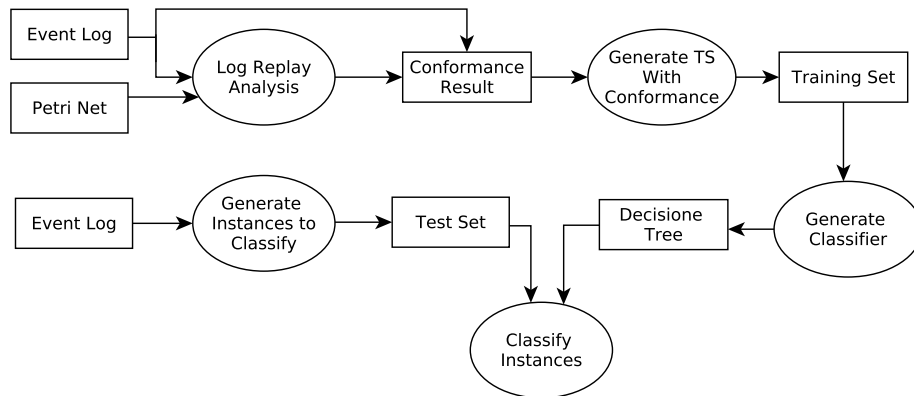 Event Log
Log Replay
Analysis
Conformance
Result
Generate TS
With
Conformance
Training Set
Petri Net
Event Log
Generate
Instances to
Classify
Test Set
Decisione
Tree
Generate
Classifier
Classify
Instances